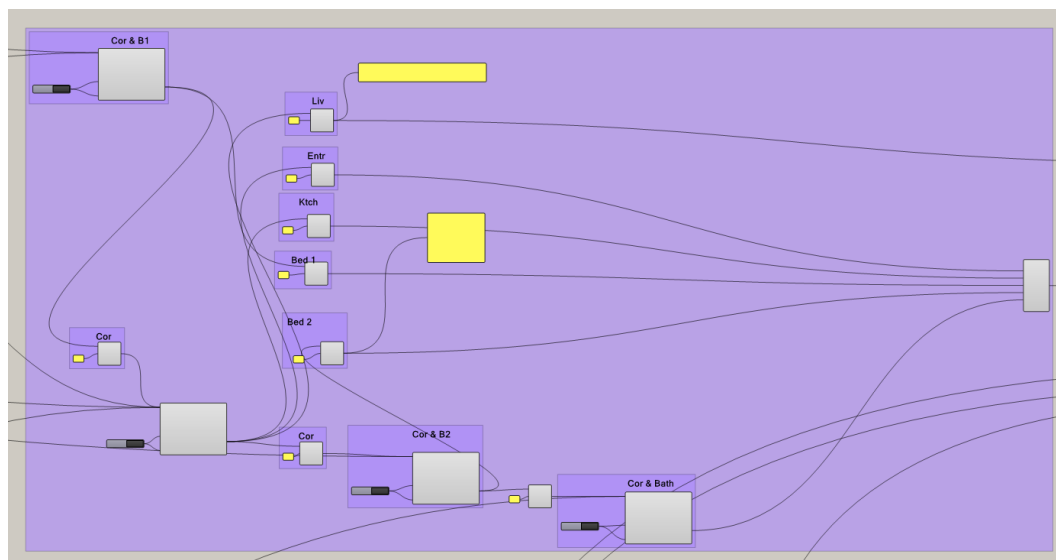 Cor & B1
Liv
Entr
Ktch
Bed 1
Bed 2
Cor
Cor
Cor & B2
Cor & Bath